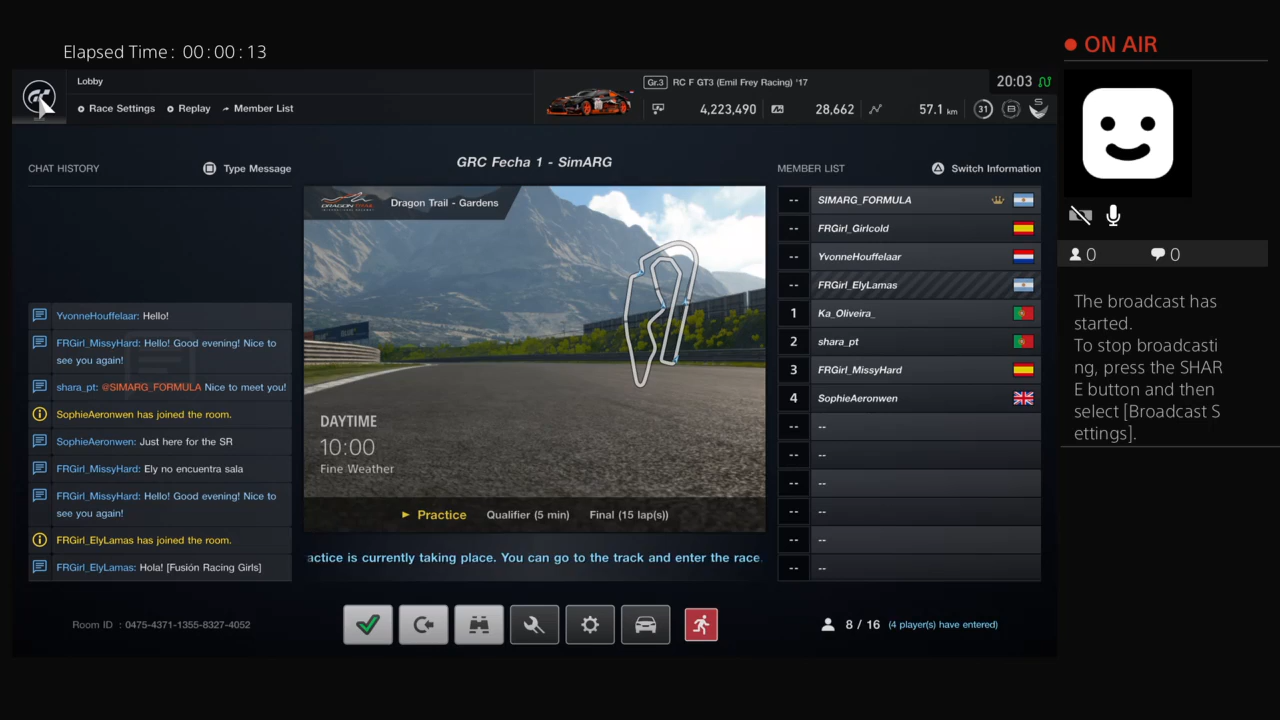 Elapsed Time: 00:00:13
ON AIR
Lobby
Race Settings
Replay
Member List
Gr.3 RC F GT3 (Emil Frey Racing) '17
20:03
4,223,490
28,662
57.1 km
31
B
S
CHAT HISTORY
Type Message
GRC Fecha 1 - SimARG
MEMBER LIST
Switch Information
DRAGON TRAIL
Dragon Trail - Gardens
YvonneHouffelaar: Hello!
FRGirl_MissyHard: Hello! Good evening! Nice to
see you again!
shara_pt: @SIMARG_FORMULA Nice to meet you!
SophieAeronwen has joined the room.
SophieAeronwen: Just here for the SR
FRGirl_MissyHard: Ely no encuentra sala
FRGirl_MissyHard: Hello! Good evening! Nice to
see you again!
FRGirl_ElyLamas has joined the room.
FRGirl_ElyLamas: Hola! [Fusión Racing Girls]
DAYTIME
10:00
Fine Weather
Practice
Qualifier (5 min)
Final (15 lap(s))
actice is currently taking place. You can go to the track and enter the race.
-- SIMARG_FORMULA
-- FRGirl_Girlcold
-- YvonneHouffelaar
-- FRGirl_ElyLamas
1 Ka_Oliveira_
2 shara_pt
3 FRGirl_MissyHard
4 SophieAeronwen
-- --
-- --
-- --
-- --
-- --
-- --
Room ID : 0475-4371-1355-8327-4052
8 / 16 (4 player(s) have entered)
0
0
The broadcast has
started.
To stop broadcasti
ng, press the SHAR
E button and then
select [Broadcast S
ettings].